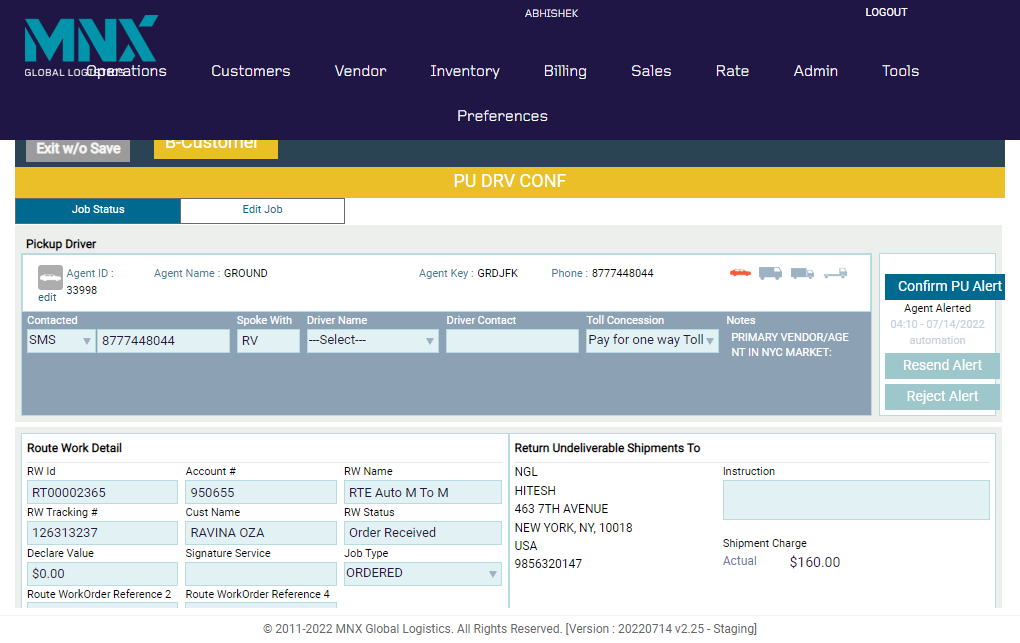 ABHISHEK
LOGOUT
MNX
GLOBAL LOGISTICS
Operations Customers Vendor Inventory Billing Sales Rate Admin Tools
Preferences
Exit w/o Save B-Customer
PU DRV CONF
Job Status Edit Job
Pickup Driver
Agent ID : Agent Name : GROUND Agent Key : GRDJFK Phone : 8777448044
33998
edit
Confirm PU Alert
Agent Alerted
04:10 - 07/14/2022
automation
Resend Alert
Reject Alert
Contacted Spoke With Driver Name Driver Contact Toll Concession Notes
SMS 8777448044 RV ---Select--- Pay for one way Toll PRIMARY VENDOR/AGE
NT IN NYC MARKET:
Route Work Detail
RW Id Account # RW Name
RT00002365 950655 RTE Auto M To M
RW Tracking # Cust Name RW Status
126313237 RAVINA OZA Order Received
Declare Value Signature Service Job Type
$0.00 ORDERED
Route WorkOrder Reference 2 Route WorkOrder Reference 4
Return Undeliverable Shipments To
NGL
HITESH
463 7TH AVENUE
NEW YORK, NY, 10018
USA
9856320147
Instruction
Shipment Charge
Actual $160.00
© 2011-2022 MNX Global Logistics. All Rights Reserved. [Version : 20220714 v2.25 - Staging]